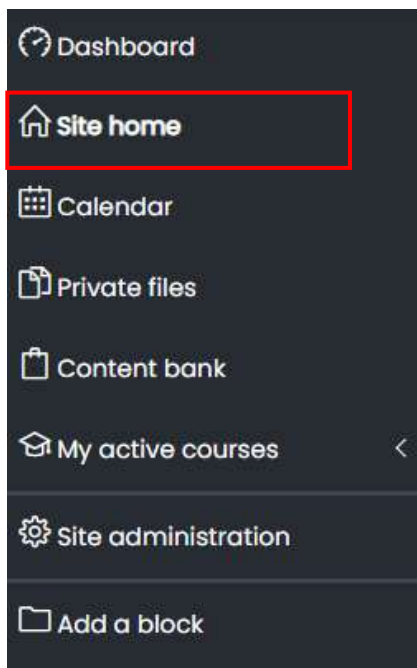 Dashboard
Site home
Calendar
Private files
Content bank
My active courses
Site administration
Add a block